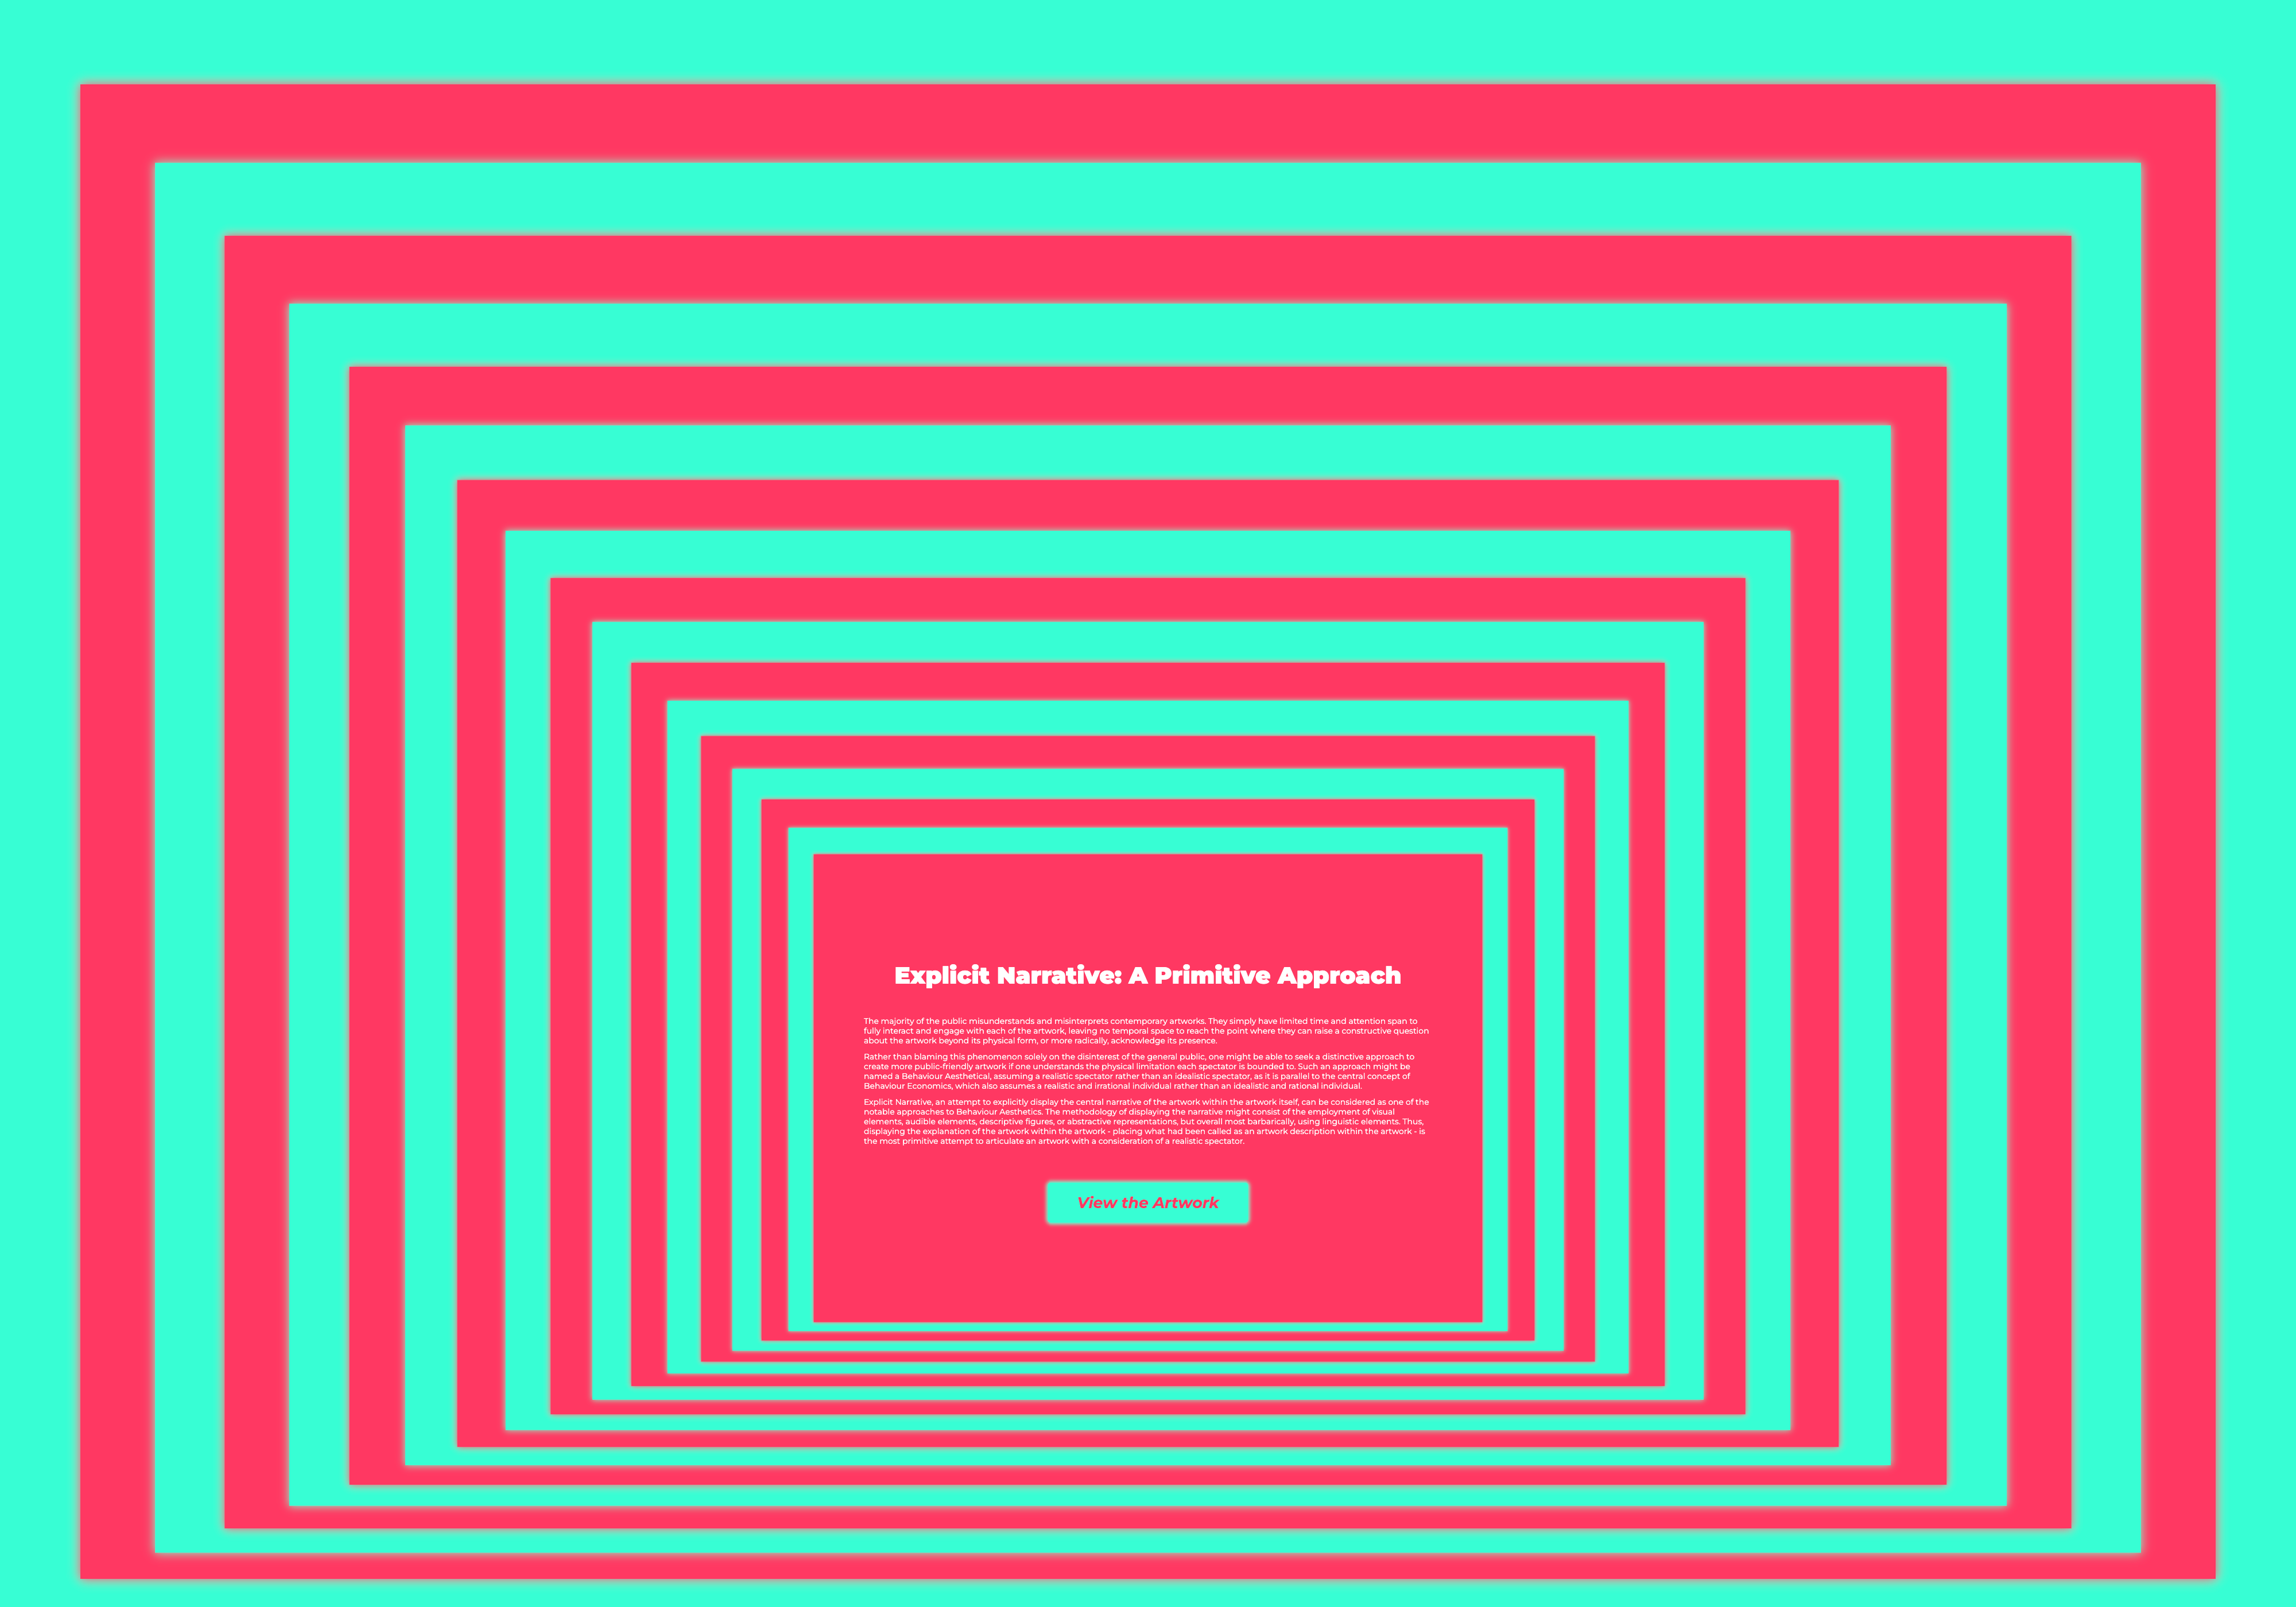 Explicit Narrative: A Primitive Approach
The majority of the public misunderstands and misinterprets contemporary artworks. They simply have limited time and attention span to
fully interact and engage with each of the artwork, leaving no temporal space to reach the point where they can raise a constructive question
about the artwork beyond its physical form, or more radically, acknowledge its presence.
Rather than blaming this phenomenon solely on the disinterest of the general public, one might be able to seek a distinctive approach to
create more public-friendly artwork if one understands the physical limitation each spectator is bounded to. Such an approach might be
named a Behaviour Aesthetical, assuming a realistic spectator rather than an idealistic spectator, as it is parallel to the central concept of
Behaviour Economics, which also assumes a realistic and irrational individual rather than an idealistic and rational individual.
Explicit Narrative, an attempt to explicitly display the central narrative of the artwork within the artwork itself, can be considered as one of the
notable approaches to Behaviour Aesthetics. The methodology of displaying the narrative might consist of the employment of visual
elements, audible elements, descriptive figures, or abstractive representations, but overall most barbarically, using linguistic elements. Thus,
displaying the explanation of the artwork within the artwork - placing what had been called as an artwork description within the artwork - is
the most primitive attempt to articulate an artwork with a consideration of a realistic spectator.
View the Artwork